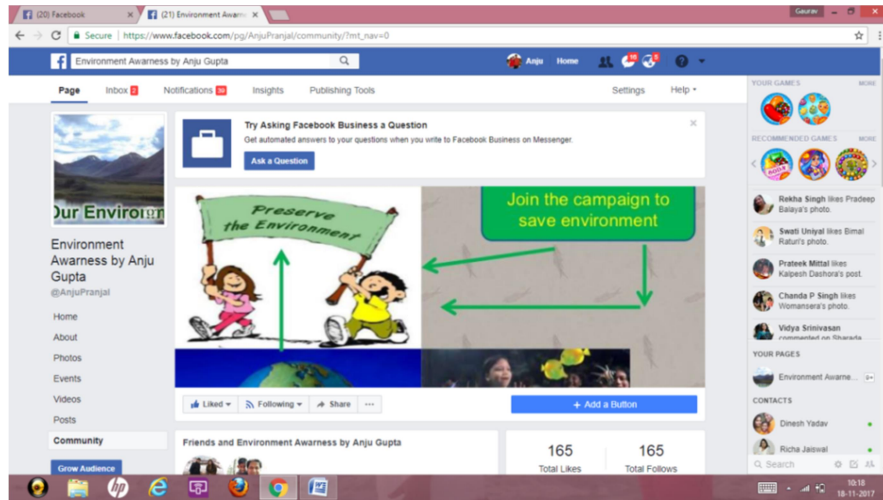 (20) Facebook
(21) Environment Awarne
Gaurav
Secure | https://www.facebook.com/pg/AnjuPranjal/community/?mt_nav=0
Environment Awarness by Anju Gupta
Anju Home
Page Inbox 2 Notifications Insights Publishing Tools Settings Help
Try Asking Facebook Business a Question
Get automated answers to your questions when you write to Facebook Business on Messenger.
Ask a Question
Preserve
the Environment
Join the campaign to
save environment
Our Environm
Environment
Awarness by Anju
Gupta
@AnjuPranjal
Home
About
Photos
Events
Videos
Posts
Community
Grow Audience
Liked Following Share ...
+ Add a Button
Friends and Environment Awarness by Anju Gupta
165 165
Total Likes Total Follows
YOUR GAMES MORE
RECOMMENDED GAMES MORE
Rekha Singh likes Pradeep
Balaya's photo.
Swati Uniyal likes Bimal
Raturi's photo.
Prateek Mittal likes
Kalpesh Dashora's post.
Chanda P Singh likes
Womansera's photo.
Vidya Srinivasan
commented on Sharada
YOUR PAGES
Environment Awarne... 9+
CONTACTS
Dinesh Yadav
Richa Jaiswal
Search
10:18
18-11-2017